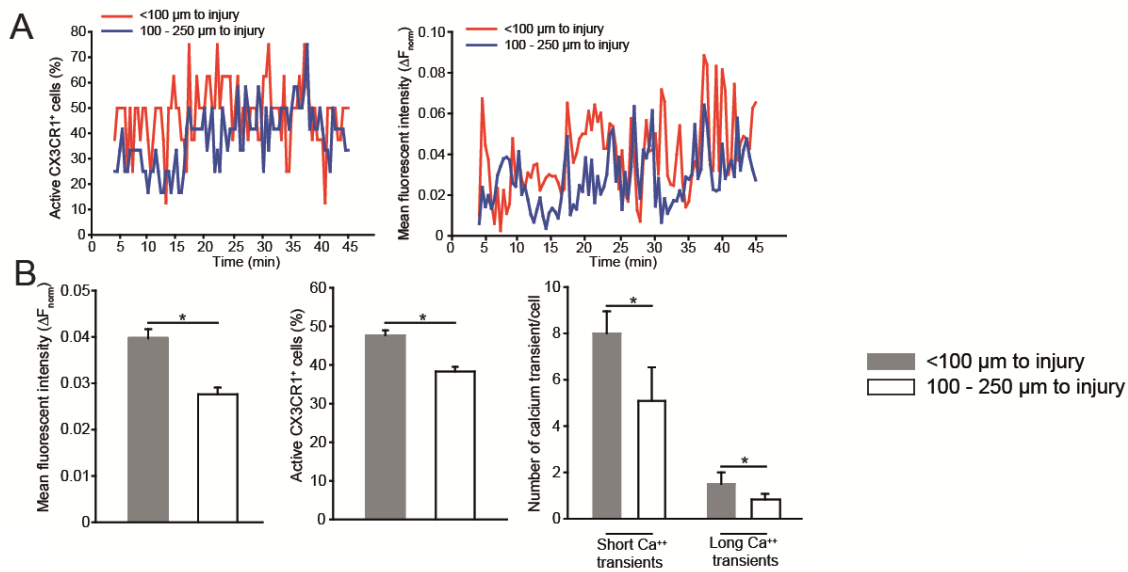 A
<100 µm to injury
100 - 250 µm to injury
Active CX3CR1⁺ cells (%)
80
70
60
50
40
30
20
10
0
0 5 10 15 20 25 30 35 40 45
Time (min)
<100 µm to injury
100 - 250 µm to injury
Mean fluorescent intensity (ΔFnorm)
0.10
0.08
0.06
0.04
0.02
0
0 5 10 15 20 25 30 35 40 45
Time (min)
B
Mean fluorescent intensity (ΔFnorm)
0.05
0.04
0.03
0.02
0.01
0
*
Active CX3CR1⁺ cells (%)
60
50
40
30
20
10
0
*
Number of calcium transient/cell
10
8
6
4
2
0
*
*
Short Ca⁺⁺
transients
Long Ca⁺⁺
transients
<100 µm to injury
100 - 250 µm to injury